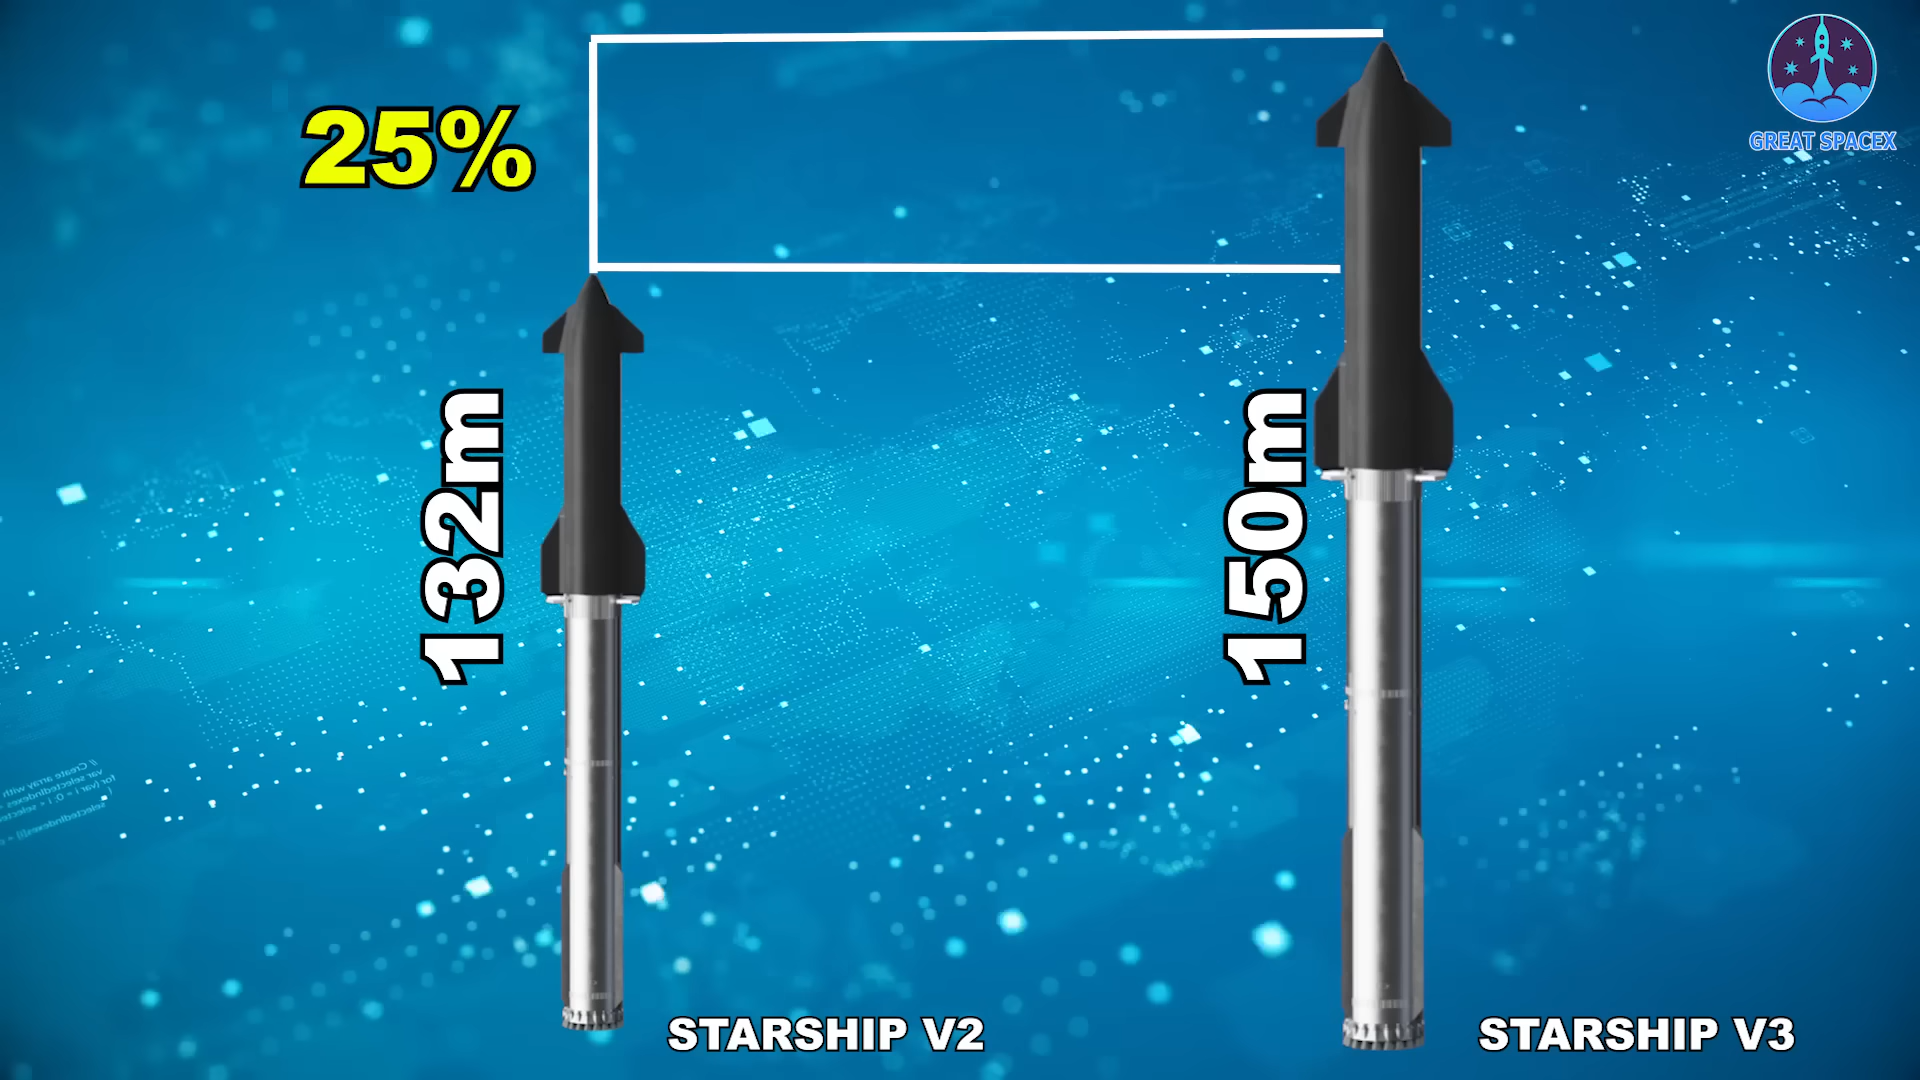 GREAT SPACEX
25%
132m
150m
STARSHIP V2
STARSHIP V3